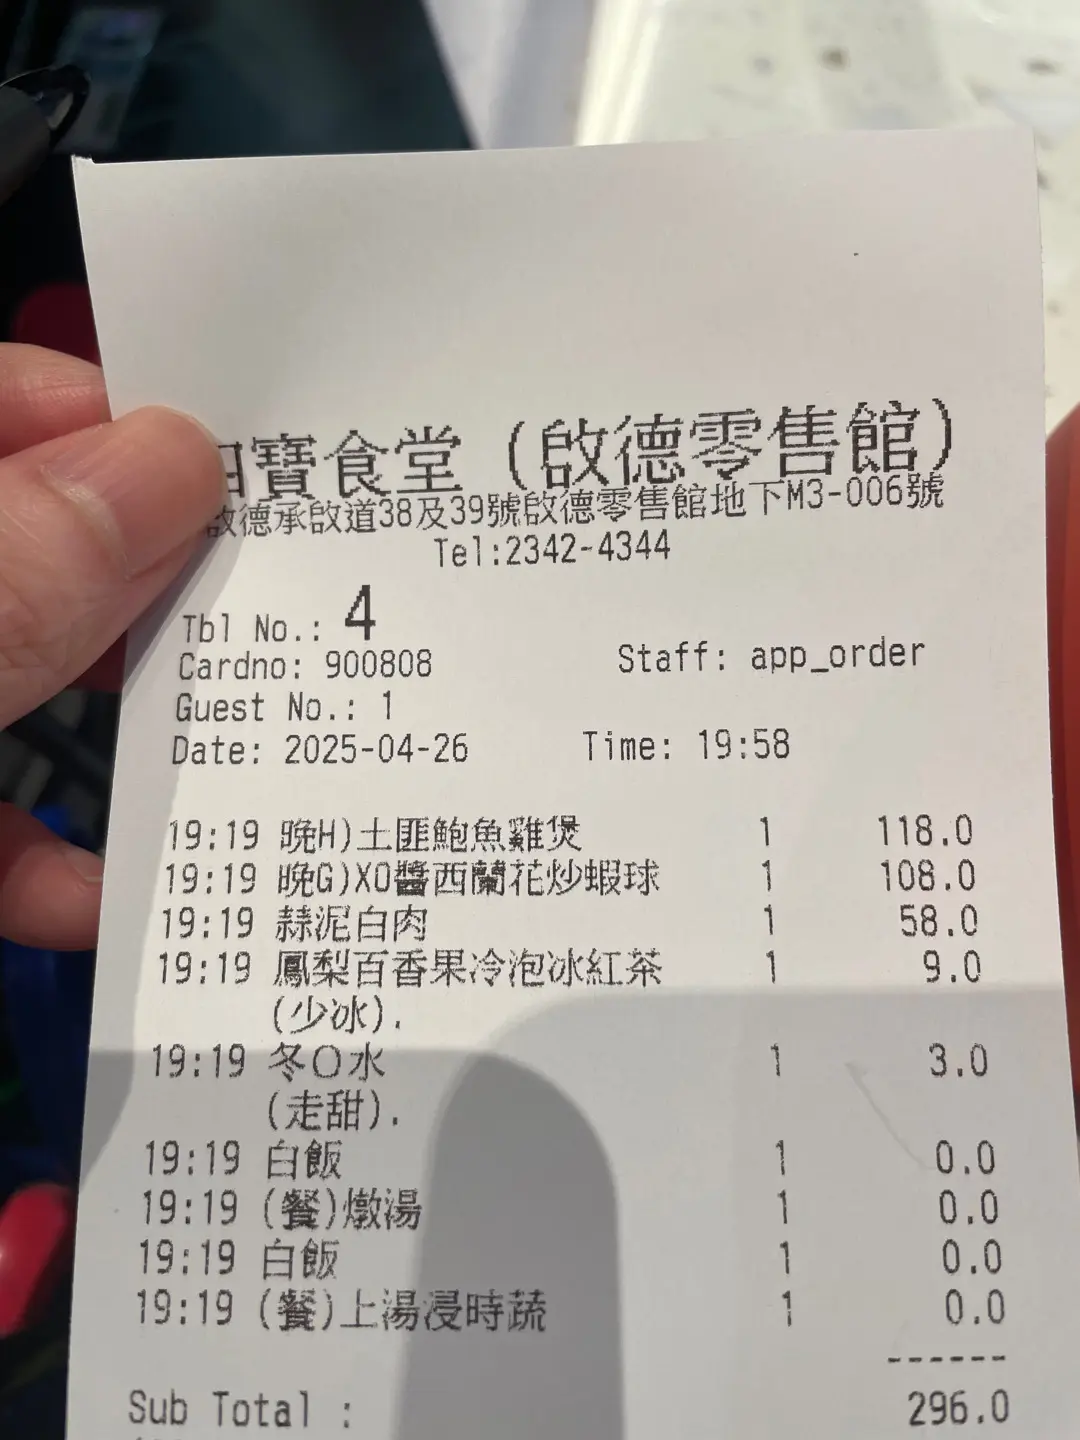 寶食堂 (啟德零售館)
啟德承啟道38及39號啟德零售館地下M3-006號
Tel:2342-4344
Tbl No.: 4
Cardno: 900808 Staff: app_order
Guest No.: 1
Date: 2025-04-26 Time: 19:58
19:19 晚H)土匪鮑魚雞煲 1 118.0
19:19 晚G)XO醬西蘭花炒蝦球 1 108.0
19:19 蒜泥白肉 1 58.0
19:19 鳳梨百香果冷泡冰紅茶 1 9.0
(少冰).
19:19 冬〇水 1 3.0
(走甜).
19:19 白飯 1 0.0
19:19 (餐)燉湯 1 0.0
19:19 白飯 1 0.0
19:19 (餐)上湯浸時蔬 1 0.0
------
Sub Total : 296.0